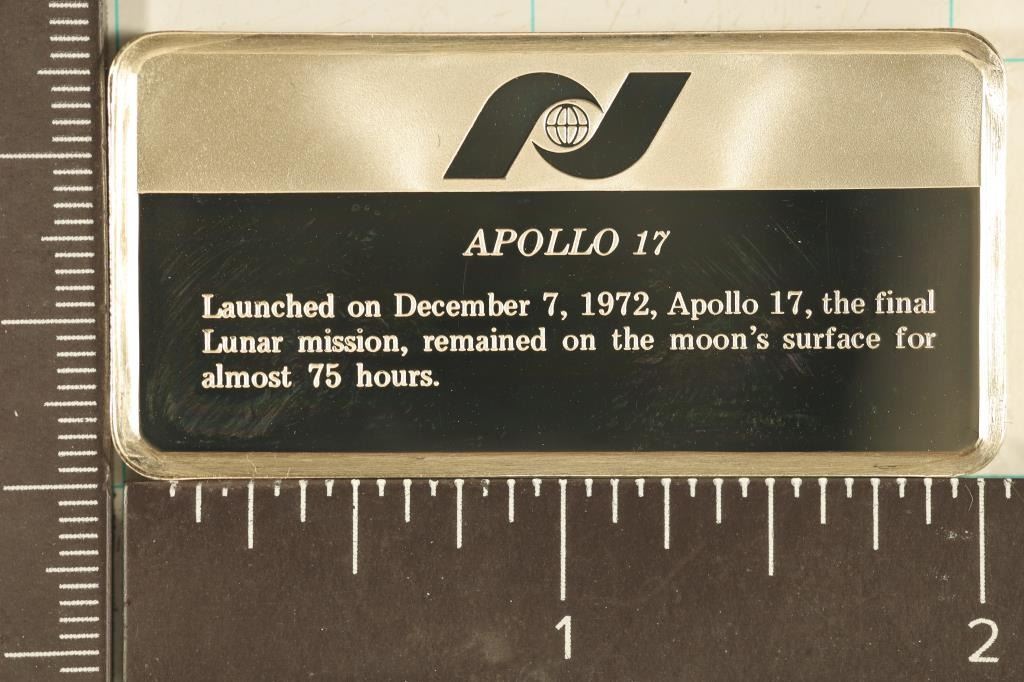 APOLLO 17
Launched on December 7, 1972, Apollo 17, the final
Lunar mission, remained on the moon's surface for
almost 75 hours.
1
2